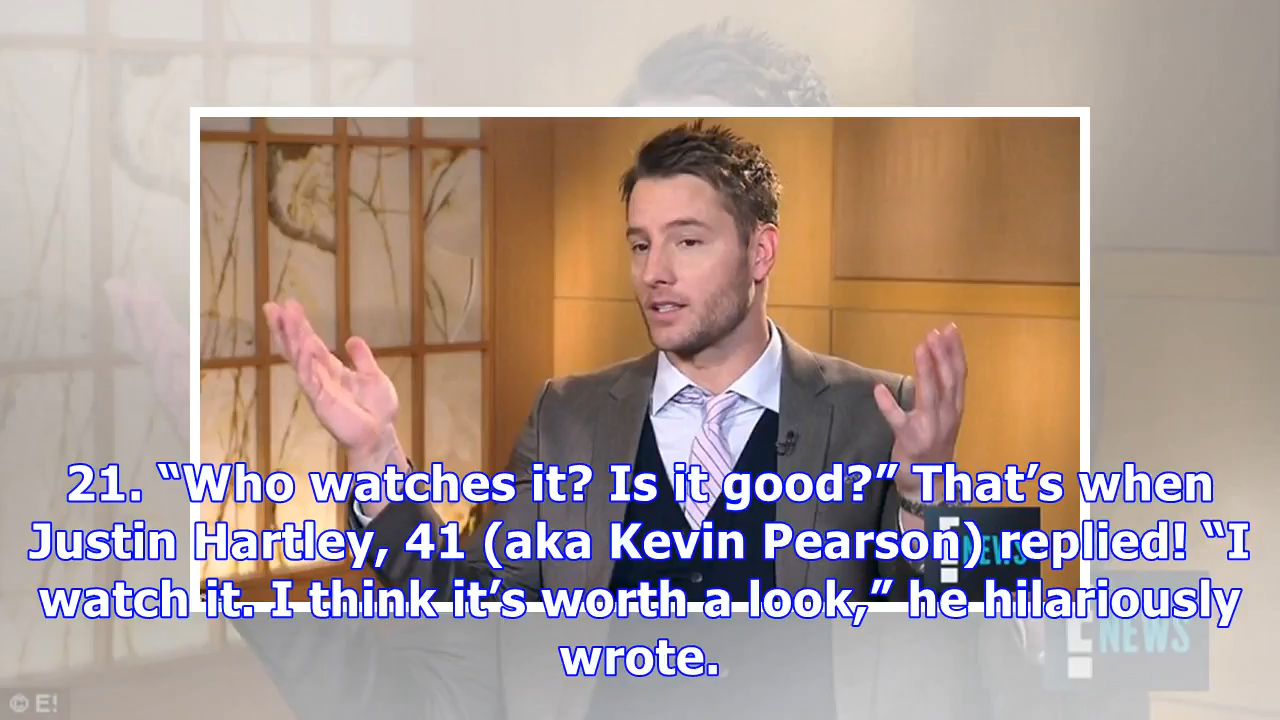 21. “Who watches it? Is it good?” That’s when
Justin Hartley, 41 (aka Kevin Pearson) replied! “I
watch it. I think it’s worth a look,” he hilariously
wrote.
E NEWS
E NEWS
© E!